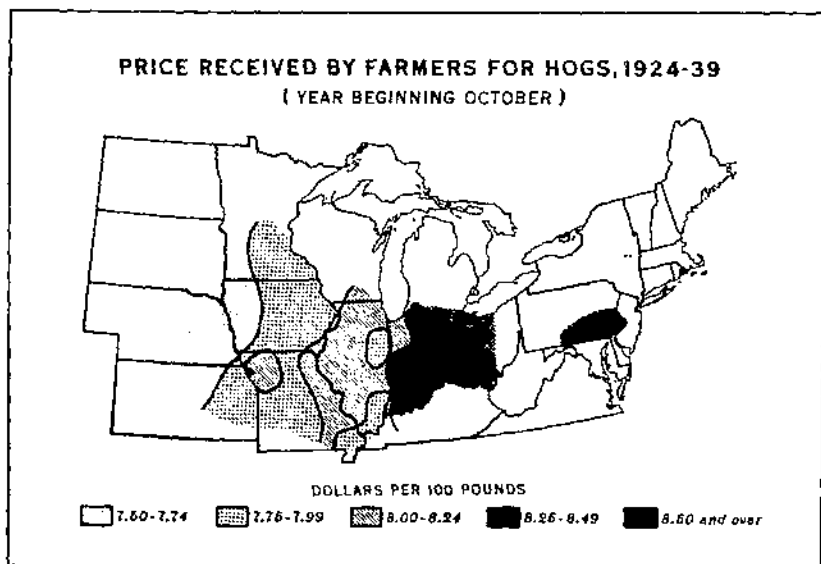 PRICE RECEIVED BY FARMERS FOR HOGS, 1924-39
( YEAR BEGINNING OCTOBER )
DOLLARS PER 100 POUNDS
7.50-7.74 7.75-7.99 8.00-8.24 8.25-8.49 8.50 and over